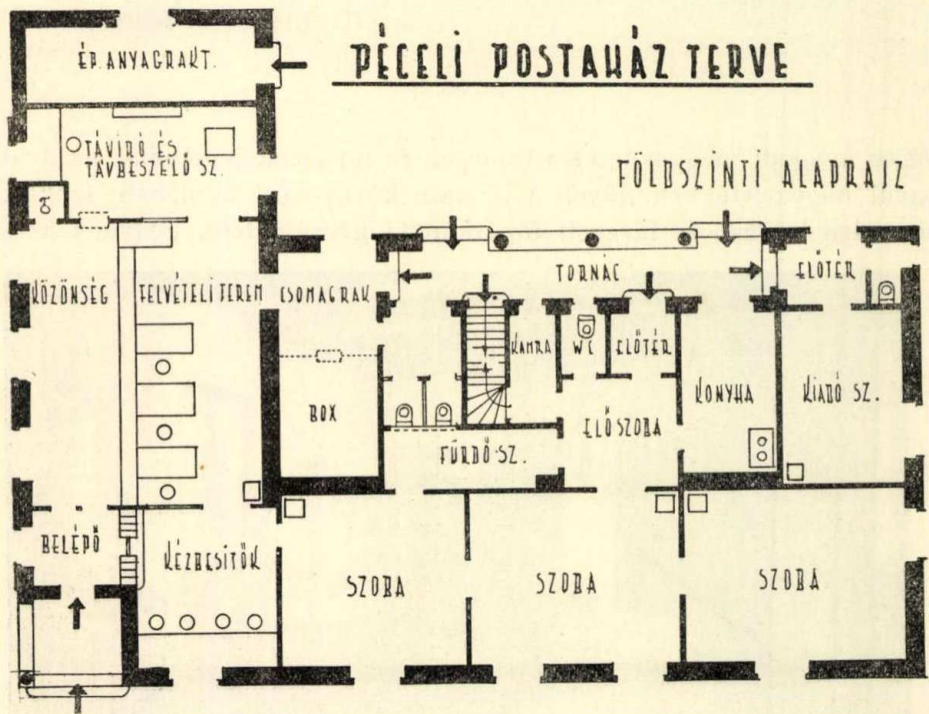 PÉCELI POSTAHÁZ TERVE
FÖLDSZINTI ALAPRAJZ
ÉP. ANYAGRAKT.
TÁVIRÓ ÉS
TÁVBESZÉLŐ SZ.
TORNÁC
ELŐTÉR
KÖZÖNSÉG
FELVÉTELI TEREM
CSOMAGRAK
KAMRA
WC
ELŐTÉR
KONYHA
KIADÓ SZ.
BOX
ELŐSZOBA
FÜRDŐ SZ.
BELÉPŐ
KÉZBESÍTŐK
SZOBA
SZOBA
SZOBA